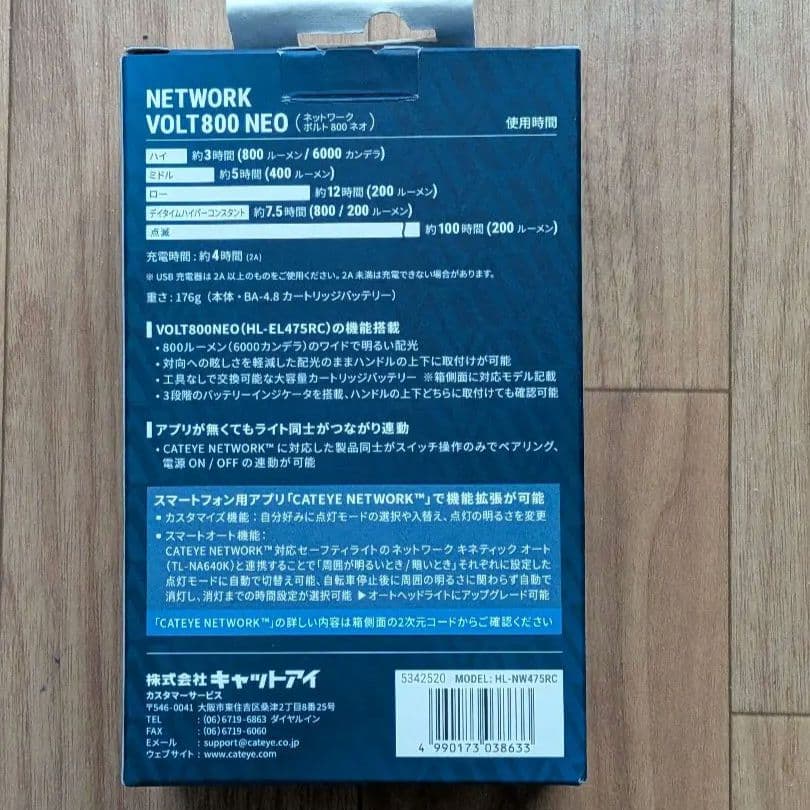 NETWORK
VOLT800 NEO (ネットワーク ボルト800 ネオ)
使用時間
ハイ 約3時間 (800 ルーメン / 6000 カンデラ)
ミドル 約5時間 (400 ルーメン)
ロー 約12時間 (200 ルーメン)
デイタイムハイパーコンスタント 約7.5時間 (800 / 200 ルーメン)
点滅 約100時間 (200 ルーメン)
充電時間 : 約4時間 (2A)
※ USB 充電器は 2A 以上のものをご使用ください。2A 未満は充電できない場合があります。
重さ : 176g (本体・BA-4.8 カートリッジバッテリー)
VOLT800NEO(HL-EL475RC)の機能搭載
・800ルーメン(6000カンデラ)のワイドで明るい配光
・対向への眩しさを軽減した配光のままハンドルの上下に取付けが可能
・工具なしで交換可能な大容量カートリッジバッテリー ※箱側面に対応モデル記載
・3段階のバッテリーインジケータを搭載、ハンドルの上下どちらに取付けても確認可能
アプリが無くてもライト同士がつながり連動
・CATEYE NETWORK™ に対応した製品同士がスイッチ操作のみでペアリング、
電源 ON / OFF の連動が可能
スマートフォン用アプリ「CATEYE NETWORK™」で機能拡張が可能
▪ カスタマイズ機能 : 自分好みに点灯モードの選択や入替え、点灯の明るさを変更
▪ スマートオート機能 :
CATEYE NETWORK™ 対応セーフティライトのネットワーク キネティック オート
(TL-NA640K)と連携することで「周囲が明るいとき / 暗いとき」それぞれに設定した
点灯モードに自動で切替え可能、自転車停止後に周囲の明るさに関わらず自動で
消灯し、消灯までの時間設定が選択可能 ▶オートヘッドライトにアップグレード可能
「CATEYE NETWORK™」の詳しい内容は箱側面の2次元コードからご確認ください
株式会社 キャットアイ
カスタマーサービス
〒546-0041 大阪市東住吉区桑津2丁目8番25号
TEL : (06)6719-6863 ダイヤルイン
FAX : (06)6719-6060
Eメール : support@cateye.co.jp
ウェブサイト : www.cateye.com
5342520 MODEL: HL-NW475RC
4 990173 038633